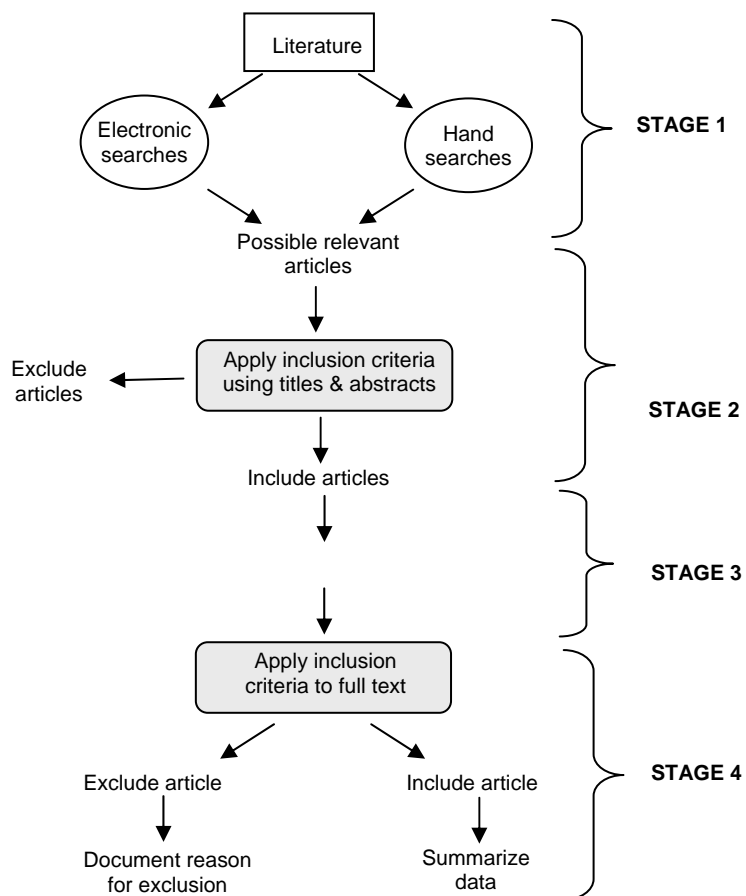 Literature
Electronic
searches
Hand
searches
STAGE 1
Possible relevant
articles
Apply inclusion criteria
using titles & abstracts
Exclude
articles
STAGE 2
Include articles
STAGE 3
Apply inclusion
criteria to full text
Exclude article
Include article
STAGE 4
Document reason
for exclusion
Summarize
data